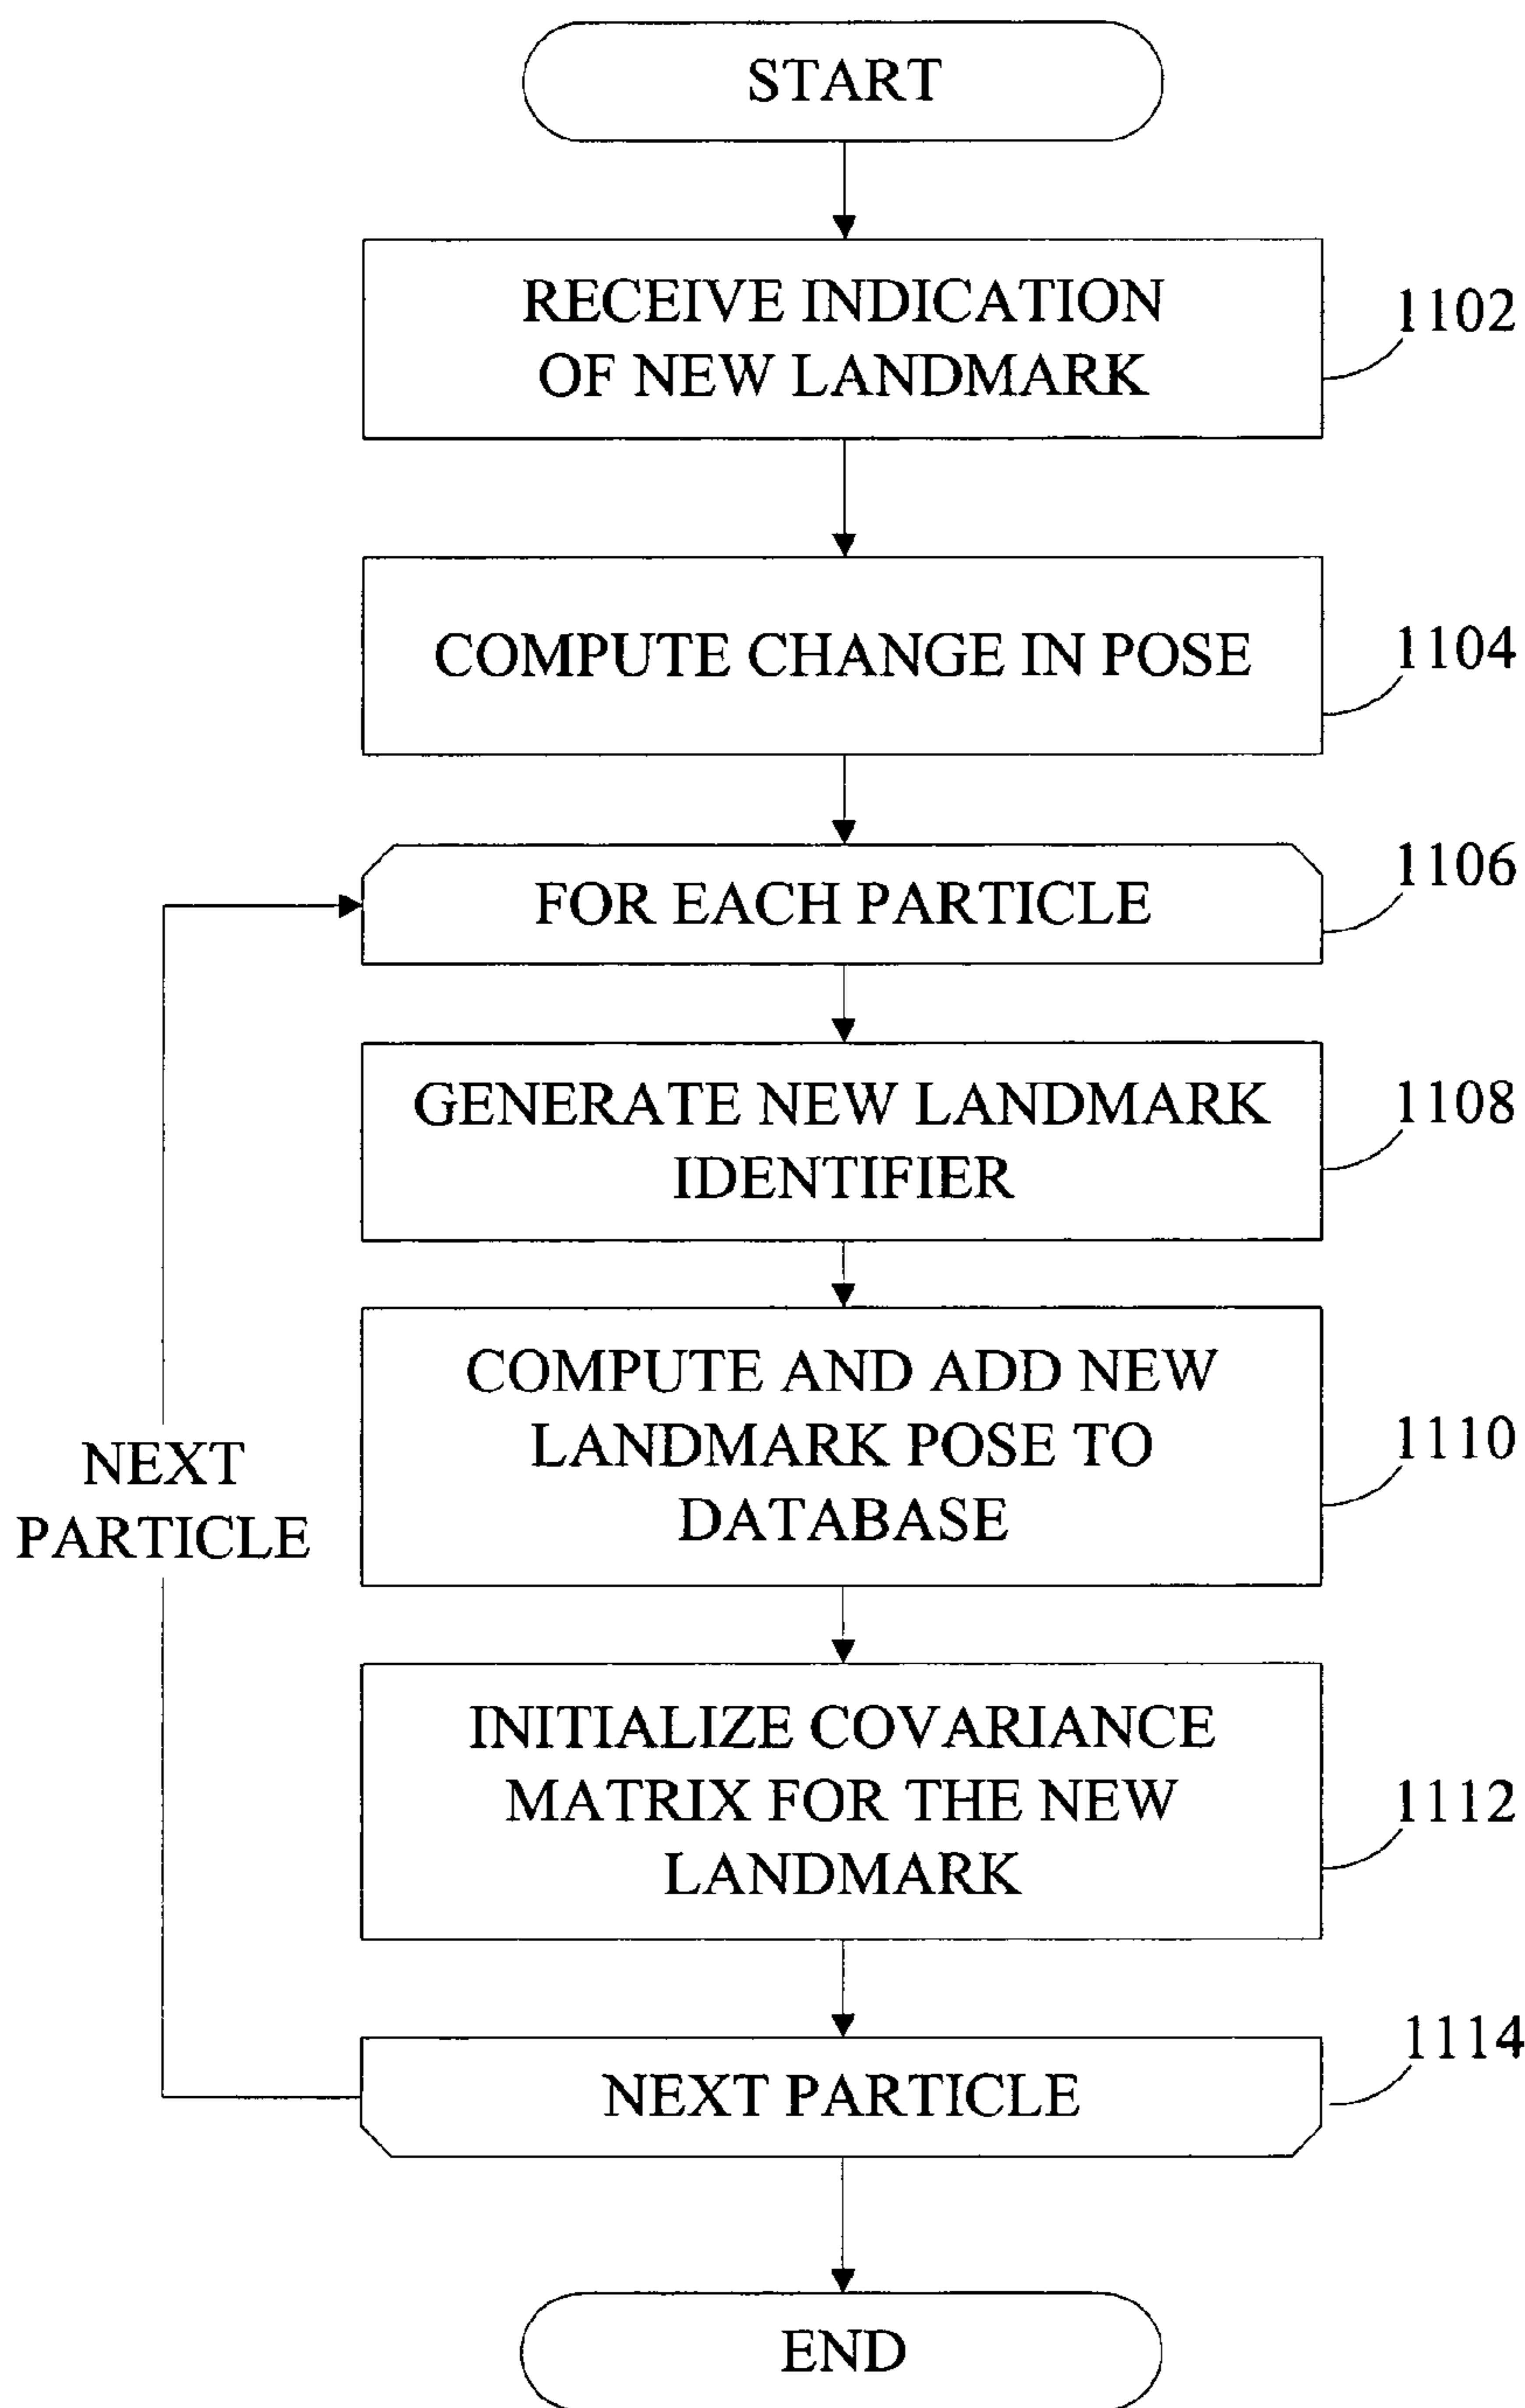 START
RECEIVE INDICATION
OF NEW LANDMARK
1102
COMPUTE CHANGE IN POSE
1104
FOR EACH PARTICLE
1106
GENERATE NEW LANDMARK
IDENTIFIER
1108
COMPUTE AND ADD NEW
LANDMARK POSE TO
DATABASE
1110
NEXT
PARTICLE
INITIALIZE COVARIANCE
MATRIX FOR THE NEW
LANDMARK
1112
NEXT PARTICLE
1114
END